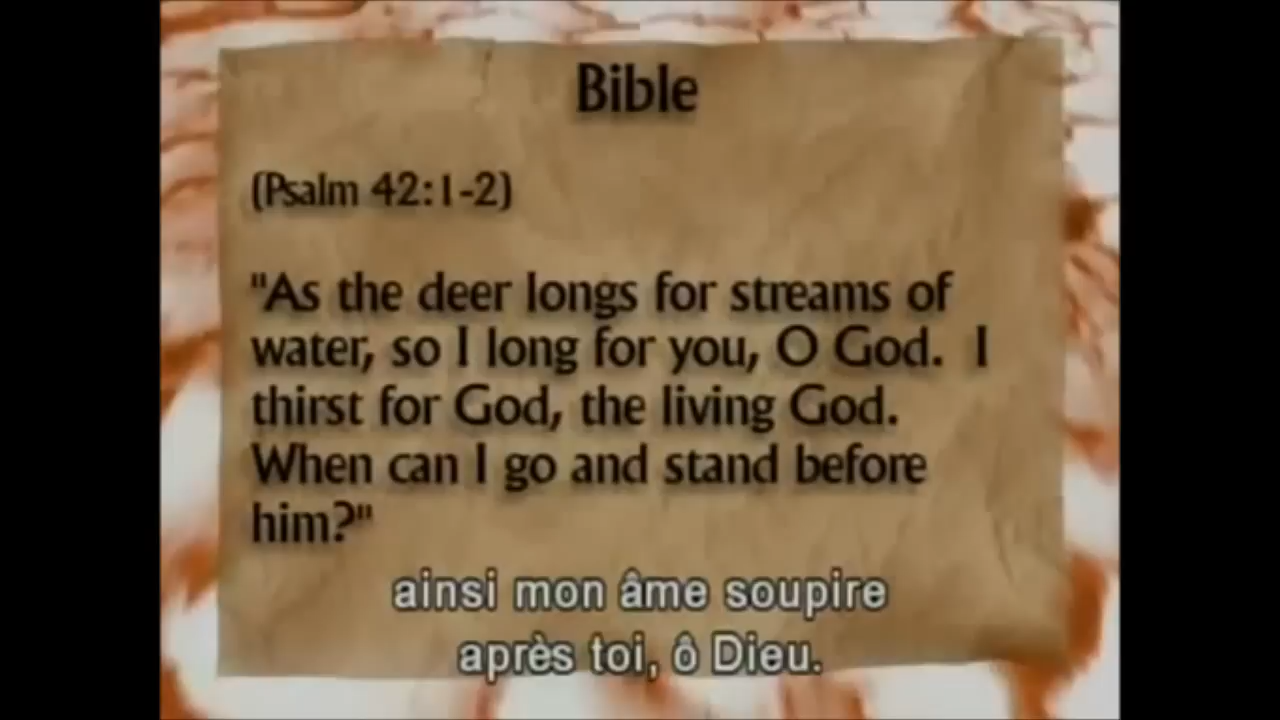 Bible
(Psalm 42:1-2)
"As the deer longs for streams of
water, so I long for you, O God.  I
thirst for God, the living God.
When can I go and stand before
him?"
ainsi mon âme soupire
après toi, ô Dieu.